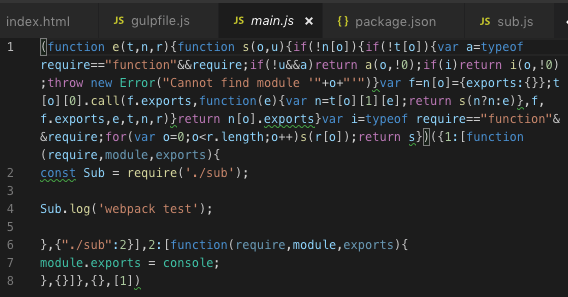 index.html JS gulpfile.js JS main.js × {} package.json JS sub.js
1 (function e(t,n,r){function s(o,u){if(!n[o]){if(!t[o]){var a=typeof
require=="function"&&require;if(!u&&a)return a(o,!0);if(i)return i(o,!0)
;throw new Error("Cannot find module '"+o+"'")}var f=n[o]={exports:{}};t
[o][0].call(f.exports,function(e){var n=t[o][1][e];return s(n?n:e)},f,
f.exports,e,t,n,r)}return n[o].exports}var i=typeof require=="function"&
&require;for(var o=0;o<r.length;o++)s(r[o]);return s})({1:[function
(require,module,exports){
2 const Sub = require('./sub');
3
4 Sub.log('webpack test');
5
6 },{"./sub":2}],2:[function(require,module,exports){
7 module.exports = console;
8 },{}]},{},[1])